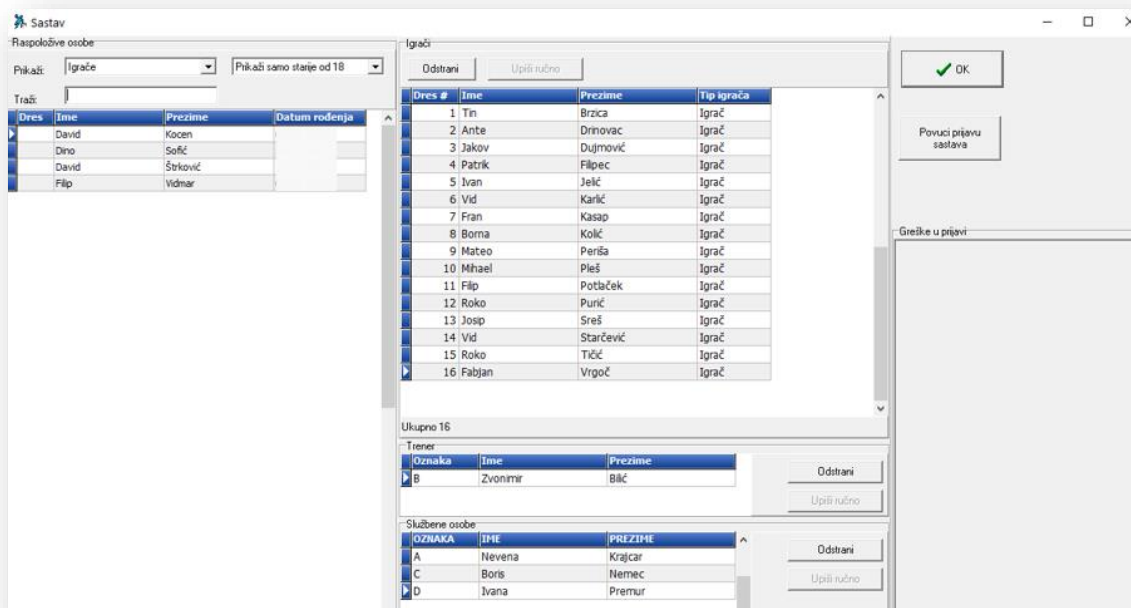 Sastav
Raspoložive osobe
Prikaži: Igrače Prikaži samo starije od 18
Traži:
Dres Ime Prezime Datum rođenja
David Kocen
Dino Sofić
David Štrković
Filip Vidmar
Igrači
Odstrani Upiši ručno
Dres # Ime Prezime Tip igrača
1 Tin Brzica Igrač
2 Ante Drinovac Igrač
3 Jakov Dujmović Igrač
4 Patrik Filipec Igrač
5 Ivan Jelić Igrač
6 Vid Karlić Igrač
7 Fran Kasap Igrač
8 Borna Kolić Igrač
9 Mateo Periša Igrač
10 Mihael Pleš Igrač
11 Filip Potlaček Igrač
12 Roko Purić Igrač
13 Josip Sreš Igrač
14 Vid Starčević Igrač
15 Roko Tičić Igrač
16 Fabjan Vrgoč Igrač
Ukupno 16
Trener
Oznaka Ime Prezime
B Zvonimir Bilić
Odstrani
Upiši ručno
Službene osobe
OZNAKA IME PREZIME
A Nevena Krajcar
C Boris Nemec
D Ivana Premur
Odstrani
Upiši ručno
OK
Povuci prijavu
sastava
Greške u prijavi